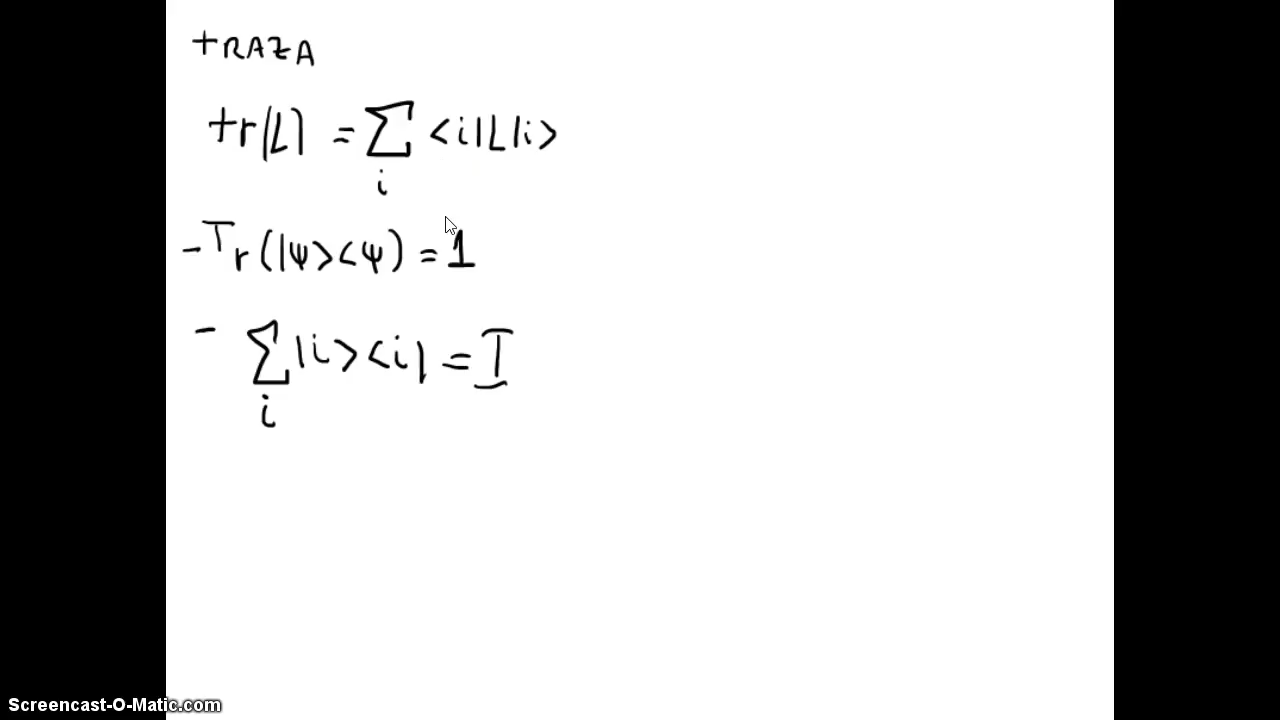 trAZA
tr(L) = ∑ <i|L|i>
i
- Tr(|ψ><ψ) = 1
- ∑ |i><i| = I
i
Screencast-O-Matic.com